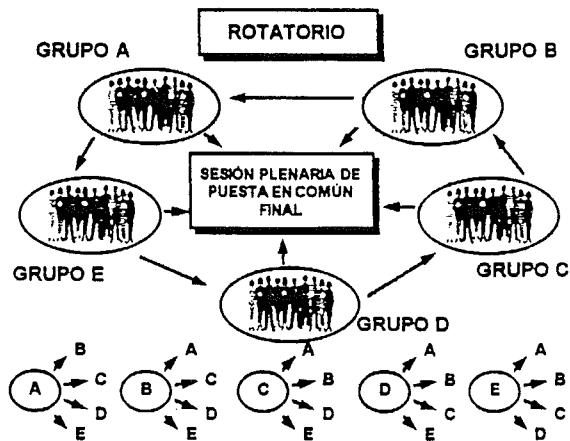 ROTATORIO
GRUPO A
GRUPO B
SESIÓN PLENARIA DE
PUESTA EN COMÚN
FINAL
GRUPO E
GRUPO C
GRUPO D
B
A
C
D
E
A
B
C
D
E
A
C
B
D
E
A
D
B
C
E
A
E
B
C
D